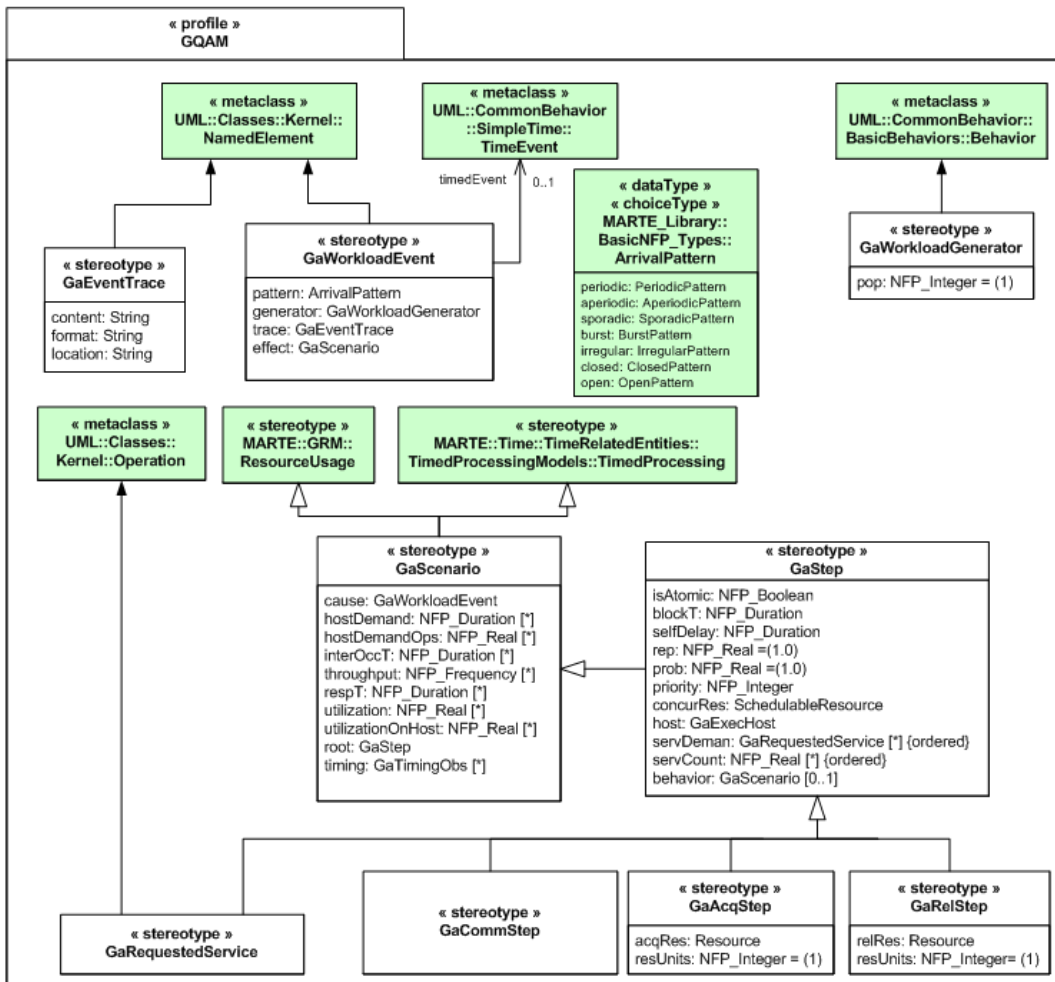 « profile »
GQAM
« metaclass »
UML::Classes::Kernel::
NamedElement
« metaclass »
UML::CommonBehavior
::SimpleTime::
TimeEvent
« metaclass »
UML::CommonBehavior::
BasicBehaviors::Behavior
timedEvent
0..1
« dataType »
« choiceType »
MARTE_Library::
BasicNFP_Types::
ArrivalPattern
periodic: PeriodicPattern
aperiodic: AperiodicPattern
sporadic: SporadicPattern
burst: BurstPattern
irregular: IrregularPattern
closed: ClosedPattern
open: OpenPattern
« stereotype »
GaEventTrace
content: String
format: String
location: String
« stereotype »
GaWorkloadEvent
pattern: ArrivalPattern
generator: GaWorkloadGenerator
trace: GaEventTrace
effect: GaScenario
« stereotype »
GaWorkloadGenerator
pop: NFP_Integer = (1)
« metaclass »
UML::Classes::
Kernel::Operation
« stereotype »
MARTE::GRM::
ResourceUsage
« stereotype »
MARTE::Time::TimeRelatedEntities::
TimedProcessingModels::TimedProcessing
« stereotype »
GaScenario
cause: GaWorkloadEvent
hostDemand: NFP_Duration [*]
hostDemandOps: NFP_Real [*]
interOccT: NFP_Duration [*]
throughput: NFP_Frequency [*]
respT: NFP_Duration [*]
utilization: NFP_Real [*]
utilizationOnHost: NFP_Real [*]
root: GaStep
timing: GaTimingObs [*]
« stereotype »
GaStep
isAtomic: NFP_Boolean
blockT: NFP_Duration
selfDelay: NFP_Duration
rep: NFP_Real =(1.0)
prob: NFP_Real =(1.0)
priority: NFP_Integer
concurRes: SchedulableResource
host: GaExecHost
servDeman: GaRequestedService [*] {ordered}
servCount: NFP_Real [*] {ordered}
behavior: GaScenario [0..1]
« stereotype »
GaRequestedService
« stereotype »
GaCommStep
« stereotype »
GaAcqStep
acqRes: Resource
resUnits: NFP_Integer = (1)
« stereotype »
GaRelStep
relRes: Resource
resUnits: NFP_Integer= (1)